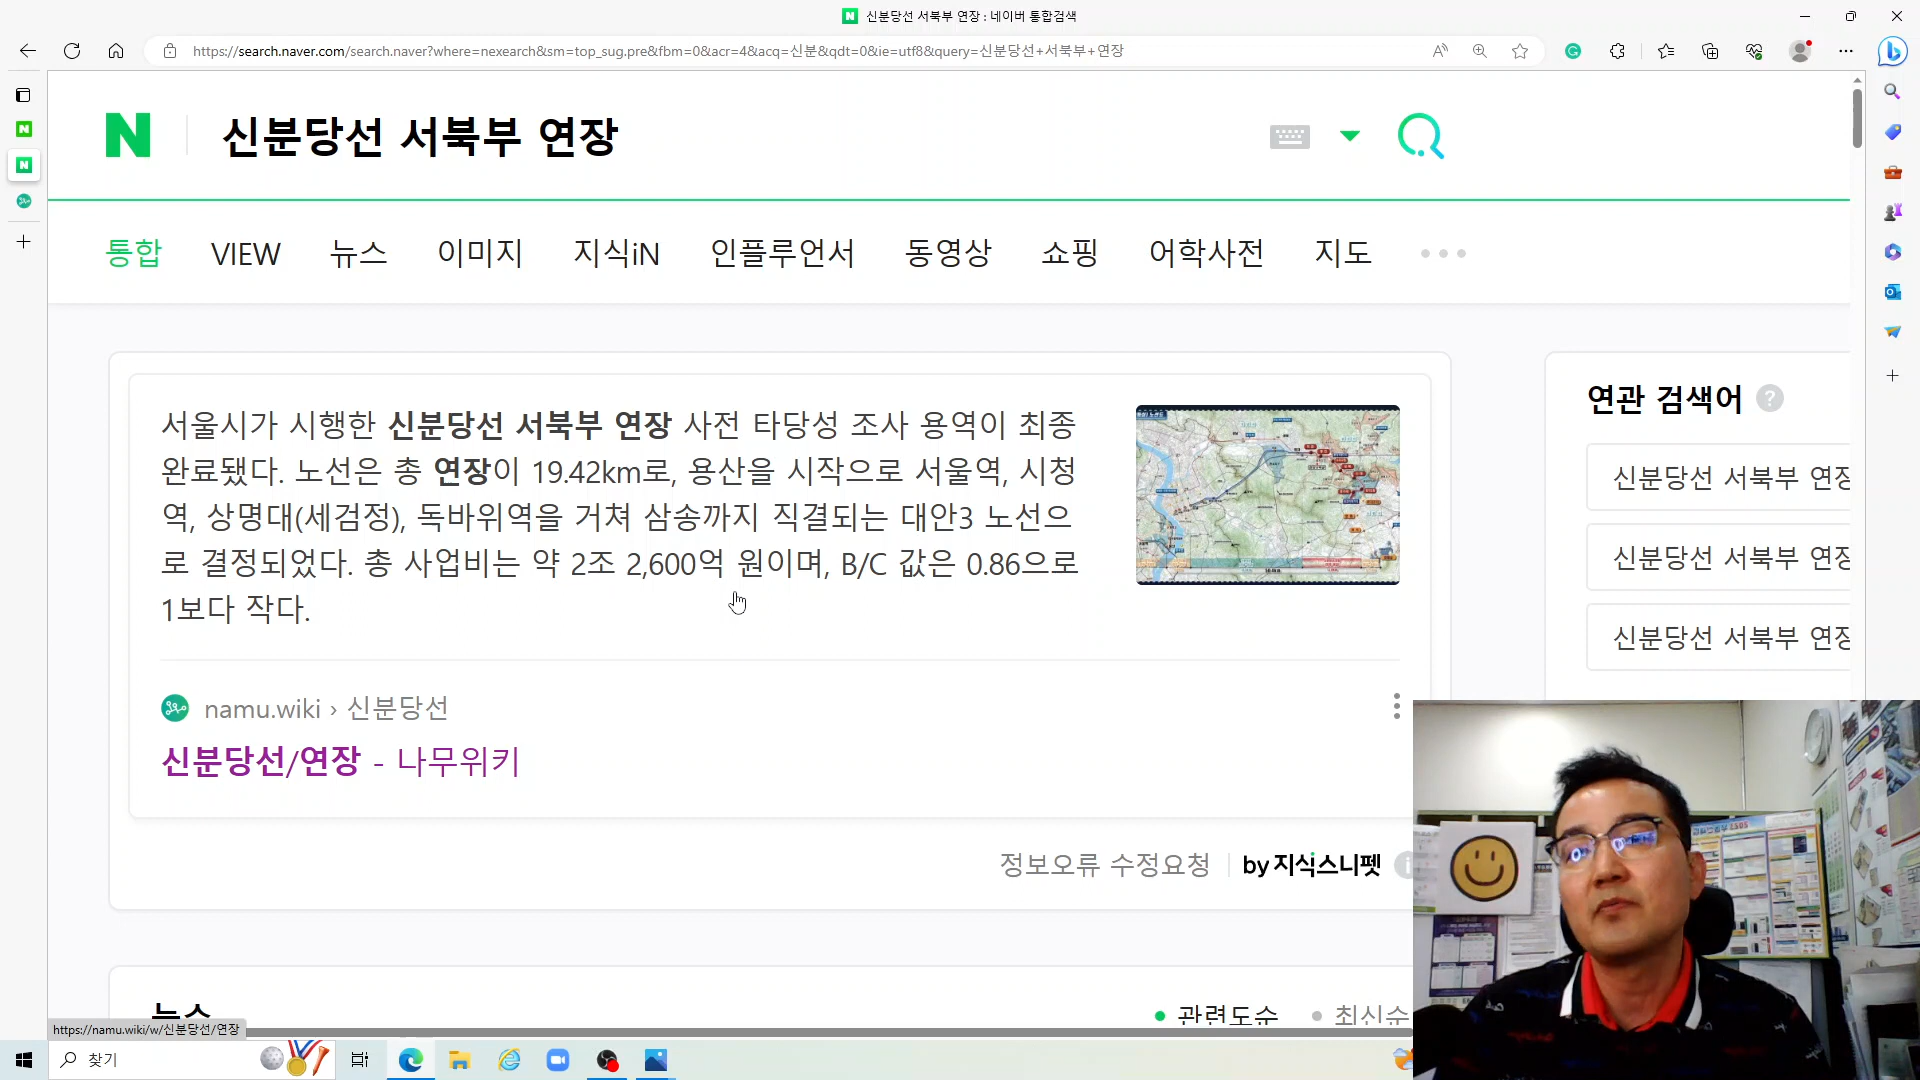 신분당선 서북부 연장 : 네이버 통합검색
https://search.naver.com/search.naver?where=nexearch&sm=top_sug.pre&fbm=0&acr=4&acq=신분&qdt=0&ie=utf8&query=신분당선+서북부+연장
신분당선 서북부 연장
통합 VIEW 뉴스 이미지 지식iN 인플루언서 동영상 쇼핑 어학사전 지도
서울시가 시행한 신분당선 서북부 연장 사전 타당성 조사 용역이 최종
완료됐다. 노선은 총 연장이 19.42km로, 용산을 시작으로 서울역, 시청
역, 상명대(세검정), 독바위역을 거쳐 삼송까지 직결되는 대안3 노선으
로 결정되었다. 총 사업비는 약 2조 2,600억 원이며, B/C 값은 0.86으로
1보다 작다.
namu.wiki › 신분당선
신분당선/연장 - 나무위키
정보오류 수정요청 by 지식스니펫
연관 검색어 ?
신분당선 서북부 연장
신분당선 서북부 연장
신분당선 서북부 연장
뉴스
관련도순 최신순
https://namu.wiki/w/신분당선/연장
찾기